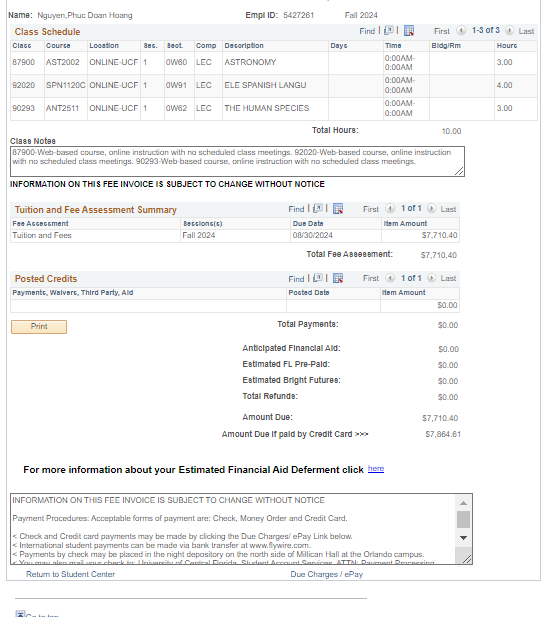 Name: Nguyen,Phuc Doan Hoang Empl ID: 5427261 Fall 2024
Class Schedule Find | | First 1-3 of 3 Last
Class Course Location Ses. Sect. Comp Description Days Time Bldg/Rm Hours
87900 AST2002 ONLINE-UCF 1 0W60 LEC ASTRONOMY 0:00AM-0:00AM 3.00
92020 SPN1120C ONLINE-UCF 1 0W91 LEC ELE SPANISH LANGU 0:00AM-0:00AM 4.00
90293 ANT2511 ONLINE-UCF 1 0W62 LEC THE HUMAN SPECIES 0:00AM-0:00AM 3.00
Total Hours: 10.00
Class Notes
87900-Web-based course, online instruction with no scheduled class meetings. 92020-Web-based course, online instruction
with no scheduled class meetings. 90293-Web-based course, online instruction with no scheduled class meetings.
INFORMATION ON THIS FEE INVOICE IS SUBJECT TO CHANGE WITHOUT NOTICE
Tuition and Fee Assessment Summary Find | | First 1 of 1 Last
Fee Assessment Sessions(s) Due Date Item Amount
Tuition and Fees Fall 2024 08/30/2024 $7,710.40
Total Fee Assessment: $7,710.40
Posted Credits Find | | First 1 of 1 Last
Payments, Waivers, Third Party, Aid Posted Date Item Amount
$0.00
Print Total Payments: $0.00
Anticipated Financial Aid: $0.00
Estimated FL Pre-Paid: $0.00
Estimated Bright Futures: $0.00
Total Refunds: $0.00
Amount Due: $7,710.40
Amount Due if paid by Credit Card >>> $7,864.61
For more information about your Estimated Financial Aid Deferment click here
INFORMATION ON THIS FEE INVOICE IS SUBJECT TO CHANGE WITHOUT NOTICE
Payment Procedures: Acceptable forms of payment are: Check, Money Order and Credit Card.
< Check and Credit card payments may be made by clicking the Due Charges/ ePay Link below.
< International student payments can be made via bank transfer at www.flywire.com.
< Payments by check may be placed in the night depository on the north side of Millican Hall at the Orlando campus.
< You may also mail your check to: University of Central Florida, Student Account Services, ATTN: Payment Processing
Return to Student Center Due Charges / ePay
Go to top